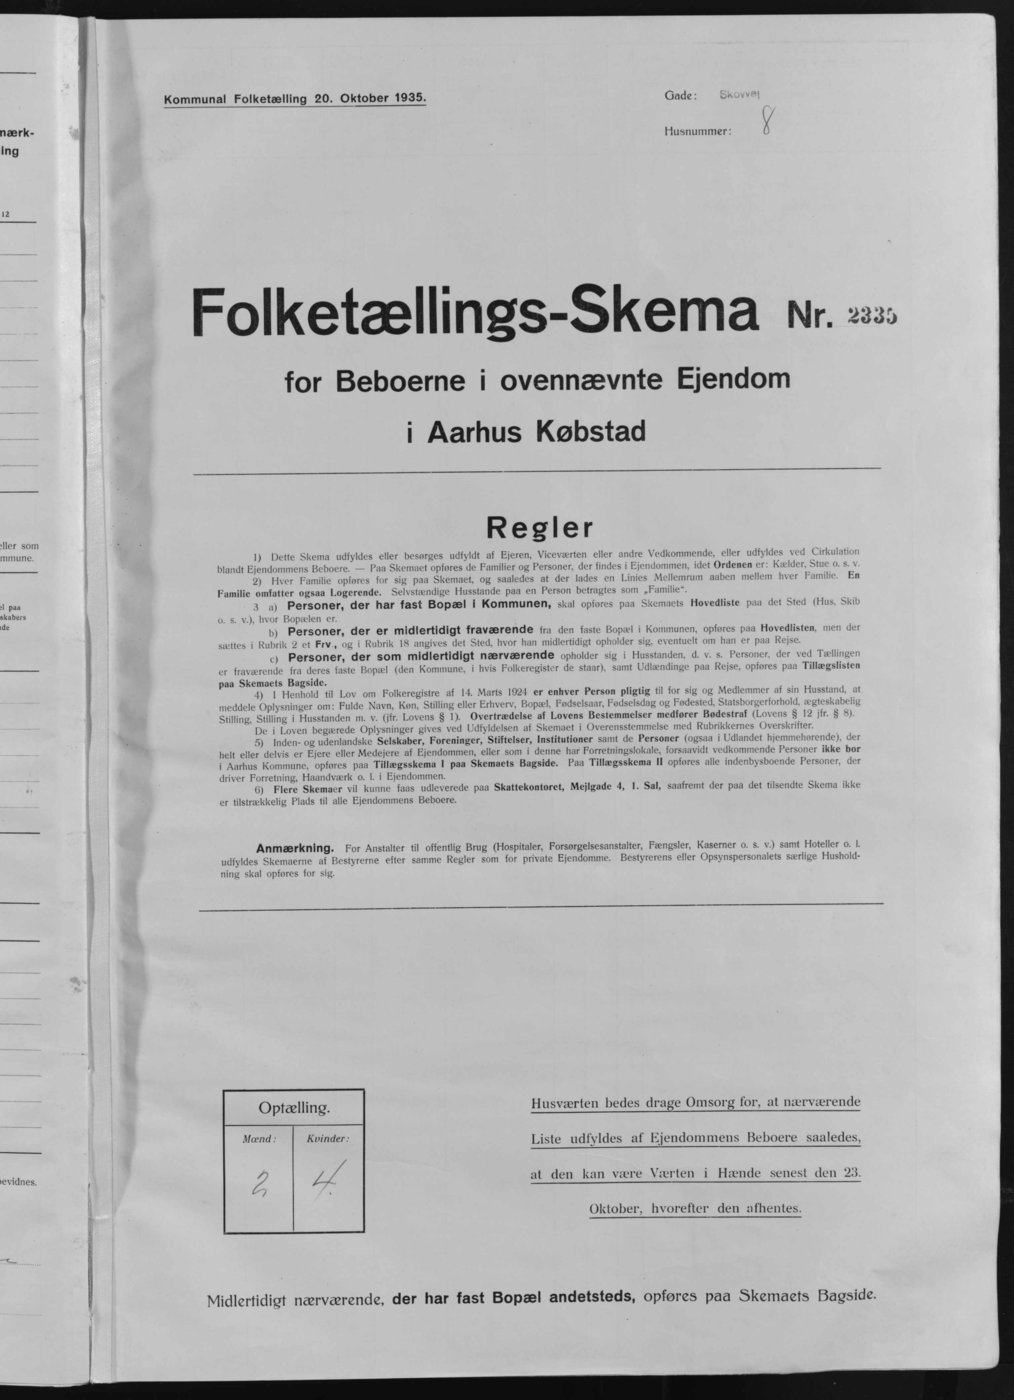 Kommunal Folketælling 20. Oktober 1935.
Gade: Skovvej
Husnummer: 8
Folketællings-Skema Nr. 2335
for Beboerne i ovennævnte Ejendom
i Aarhus Købstad
Regler
1) Dette Skema udfyldes eller besørges udfyldt af Ejeren, Viceværten eller andre Vedkommende, eller udfyldes ved Cirkulation
blandt Ejendommens Beboere. — Paa Skemaet opføres de Familier og Personer, der findes i Ejendommen, idet Ordenen er: Kælder, Stue o. s. v.
2) Hver Familie opføres for sig paa Skemaet, og saaledes at der lades en Linies Mellemrum aaben mellem hver Familie. En
Familie omfatter ogsaa Logerende. Selvstændige Husstande paa en Person betragtes som „Familie“.
3 a) Personer, der har fast Bopæl i Kommunen, skal opføres paa Skemaets Hovedliste paa det Sted (Hus, Skib
o. s. v.), hvor Bopælen er.
b) Personer, der er midlertidigt fraværende fra den faste Bopæl i Kommunen, opføres paa Hovedlisten, men der
sættes i Rubrik 2 et Frv., og i Rubrik 18 angives det Sted, hvor han midlertidigt opholder sig, eventuelt om han er paa Rejse.
c) Personer, der som midlertidigt nærværende opholder sig i Husstanden, d. v. s. Personer, der ved Tællingen
er fraværende fra deres faste Bopæl (den Kommune, i hvis Folkeregister de staar), samt Udlændinge paa Rejse, opføres paa Tillægslisten
paa Skemaets Bagside.
4) I Henhold til Lov om Folkeregistre af 14. Marts 1924 er enhver Person pligtig til for sig og Medlemmer af sin Husstand, at
meddele Oplysninger om: Fulde Navn, Køn, Stilling eller Erhverv, Bopæl, Fødselsaar, Fødselsdag og Fødested, Statsborgerforhold, ægteskabelig
Stilling, Stilling i Husstanden m. v. (jfr. Lovens § 1). Overtrædelse af Lovens Bestemmelser medfører Bødestraf (Lovens § 12 jfr. § 8).
De i Loven begærede Oplysninger gives ved Udfyldelsen af Skemaet i Overensstemmelse med Rubrikkernes Overskrifter.
5) Inden- og udenlandske Selskaber, Foreninger, Stiftelser, Institutioner samt de Personer (ogsaa i Udlandet hjemmehørende), der
helt eller delvis er Ejere eller Medejere af Ejendommen, eller som i denne har Forretningslokale, forsaavidt vedkommende Personer ikke bor
i Aarhus Kommune, opføres paa Tillægsskema I paa Skemaets Bagside. Paa Tillægsskema II opføres alle indenbysboende Personer, der
driver Forretning, Haandværk o. l. i Ejendommen.
6) Flere Skemaer vil kunne faas udleverede paa Skattekontoret, Mejlgade 4, 1. Sal, saafremt der paa det tilsendte Skema ikke
er tilstrækkelig Plads til alle Ejendommens Beboere.
Anmærkning. For Anstalter til offentlig Brug (Hospitaler, Forsørgelsesanstalter, Fængsler, Kaserner o. s. v.) samt Hoteller o. l.
udfyldes Skemaerne af Bestyrerne efter samme Regler som for private Ejendomme. Bestyrerens eller Opsynspersonalets særlige Hushold-
ning skal opføres for sig.
Optælling.
Mænd: Kvinder:
2 4
Husværten bedes drage Omsorg for, at nærværende
Liste udfyldes af Ejendommens Beboere saaledes,
at den kan være Værten i Hænde senest den 23.
Oktober, hvorefter den afhentes.
Midlertidigt nærværende, der har fast Bopæl andetsteds, opføres paa Skemaets Bagside.
mærk-
ing
12
eller som
mmune.
el paa
skabers
evidnes.